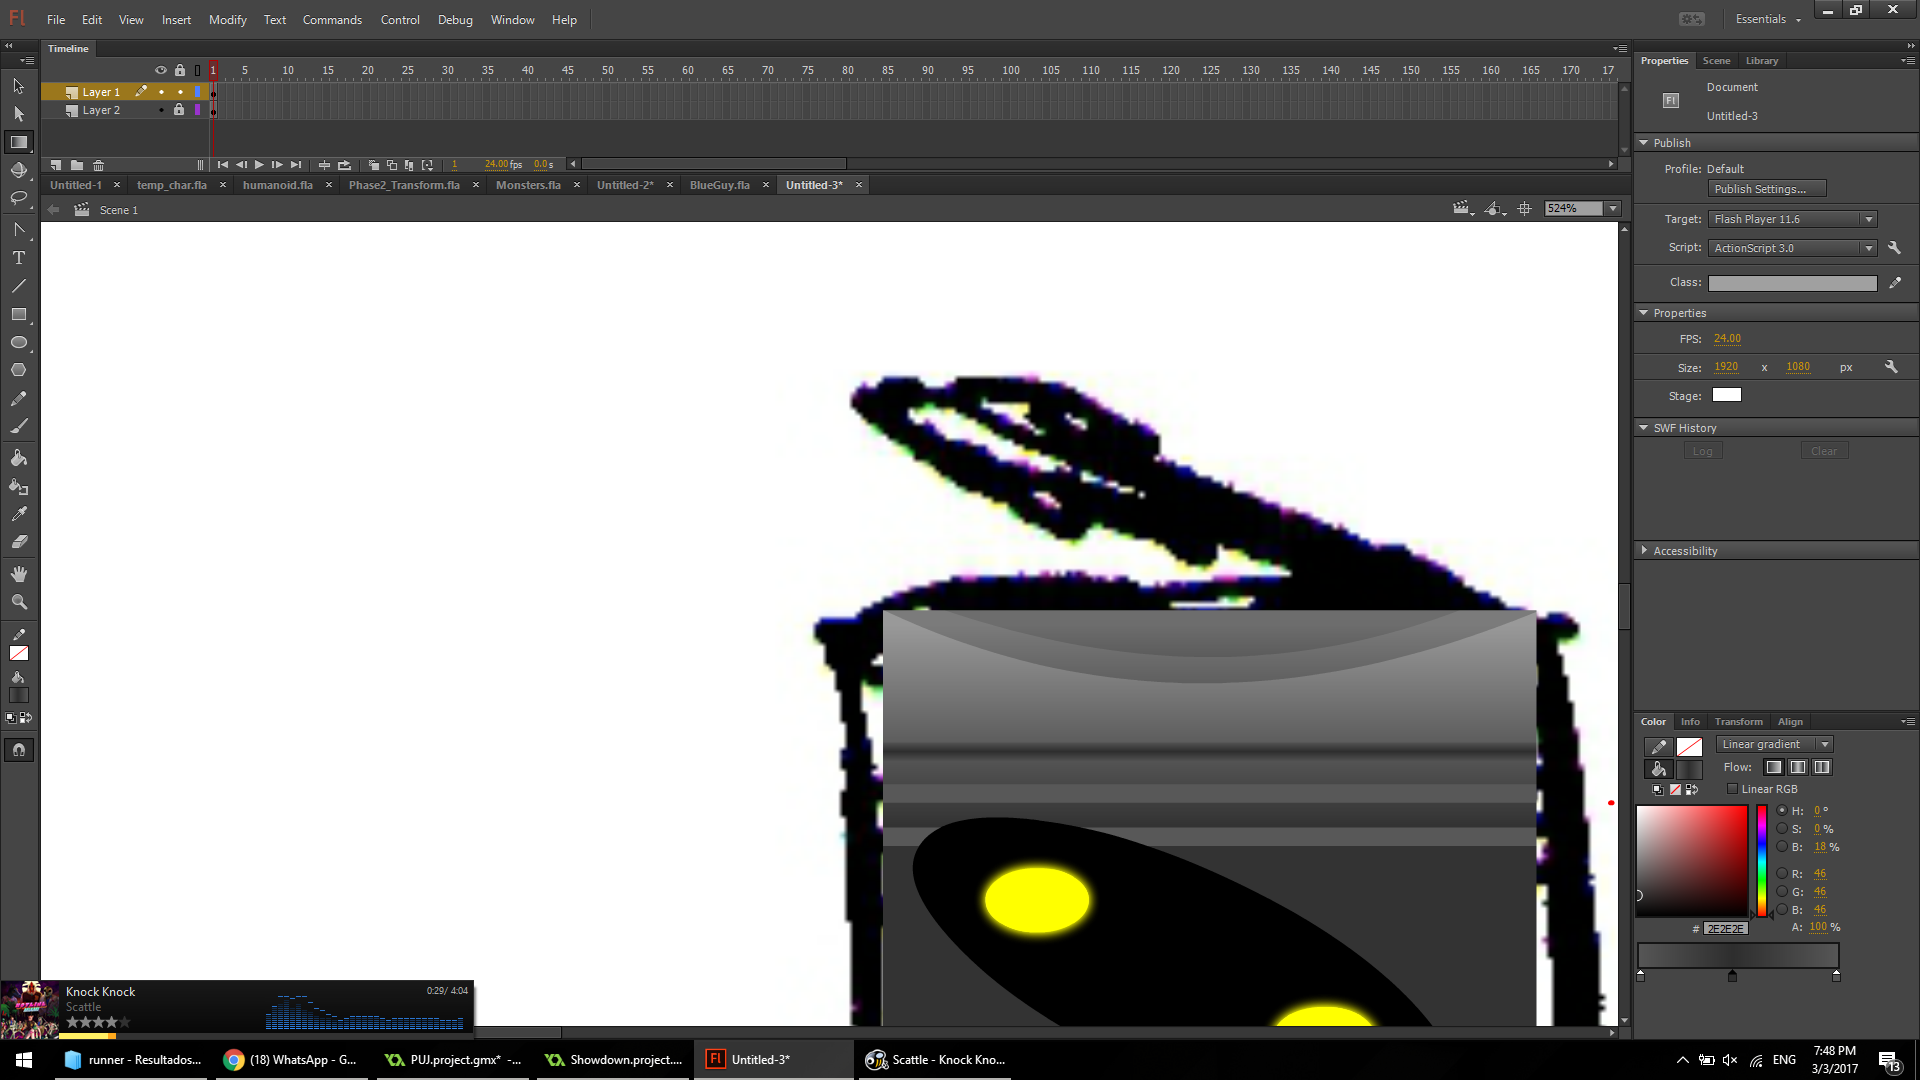 Fl File Edit View Insert Modify Text Commands Control Debug Window Help Essentials
Timeline
1 5 10 15 20 25 30 35 40 45 50 55 60 65 70 75 80 85 90 95 100 105 110 115 120 125 130 135 140 145 150 155 160 165 170 17
Layer 1
Layer 2
1 24.00 fps 0.0 s
Untitled-1 temp_char.fla humanoid.fla Phase2_Transform.fla Monsters.fla Untitled-2* BlueGuy.fla Untitled-3*
Scene 1 524%
Properties Scene Library
Fl Document
Untitled-3
Publish
Profile: Default
Publish Settings...
Target: Flash Player 11.6
Script: ActionScript 3.0
Class:
Properties
FPS: 24.00
Size: 1920 x 1080 px
Stage:
SWF History
Log Clear
Accessibility
Color Info Transform Align
Linear gradient
Flow:
Linear RGB
H: 0 °
S: 0 %
B: 18 %
R: 46
G: 46
B: 46
# 2E2E2E A: 100 %
Knock Knock 0:29/ 4:04
Scattle
runner - Resultados... (18) WhatsApp - G... PUJ.project.gmx* -... Showdown.project.... Fl Untitled-3* Scattle - Knock Kno... ENG 7:48 PM
3/3/2017 13